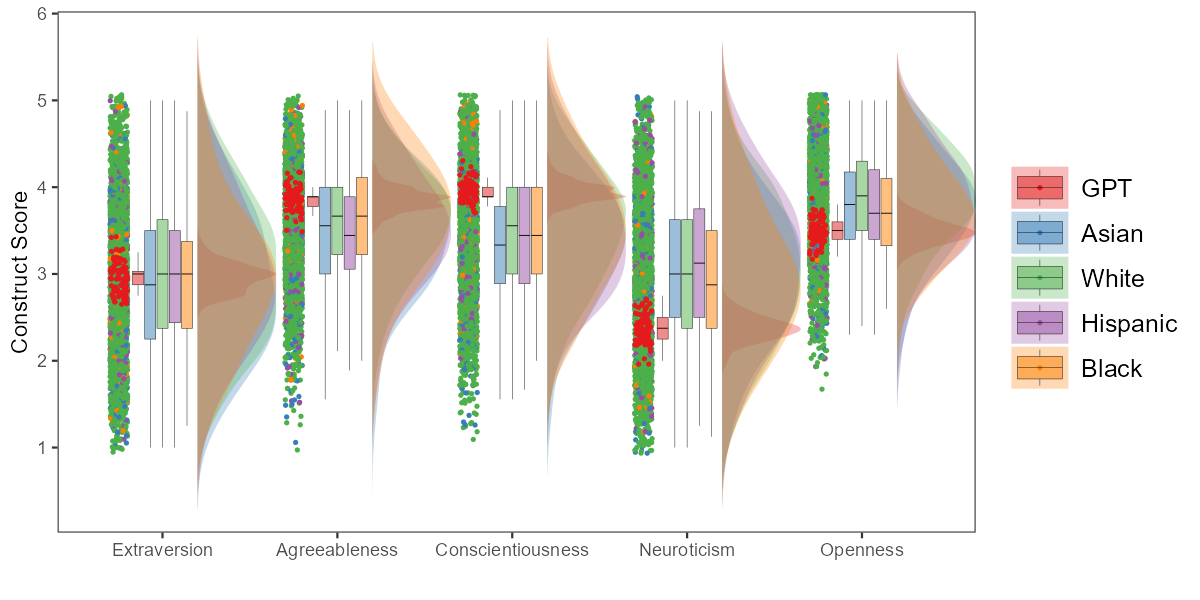 Construct Score
6
5
4
3
2
1
Extraversion
Agreeableness
Conscientiousness
Neuroticism
Openness
GPT
Asian
White
Hispanic
Black